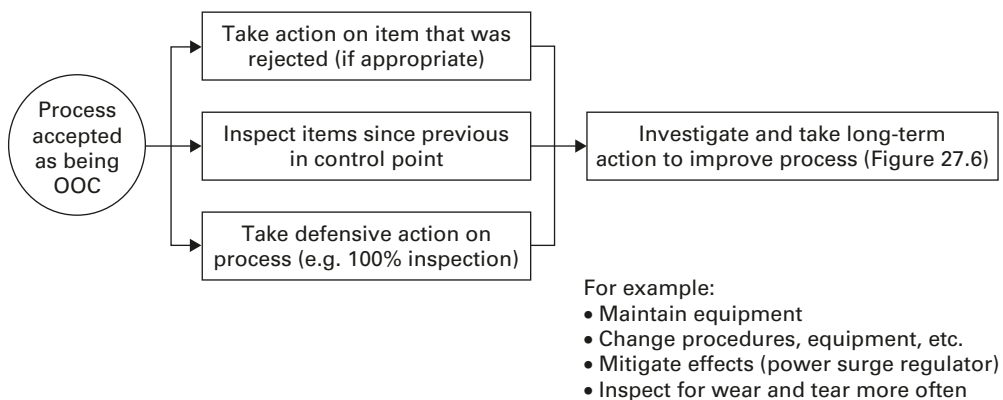 Process
accepted
as being
OOC
Take action on item that was
rejected (if appropriate)
Inspect items since previous
in control point
Take defensive action on
process (e.g. 100% inspection)
Investigate and take long-term
action to improve process (Figure 27.6)
For example:
• Maintain equipment
• Change procedures, equipment, etc.
• Mitigate effects (power surge regulator)
• Inspect for wear and tear more often